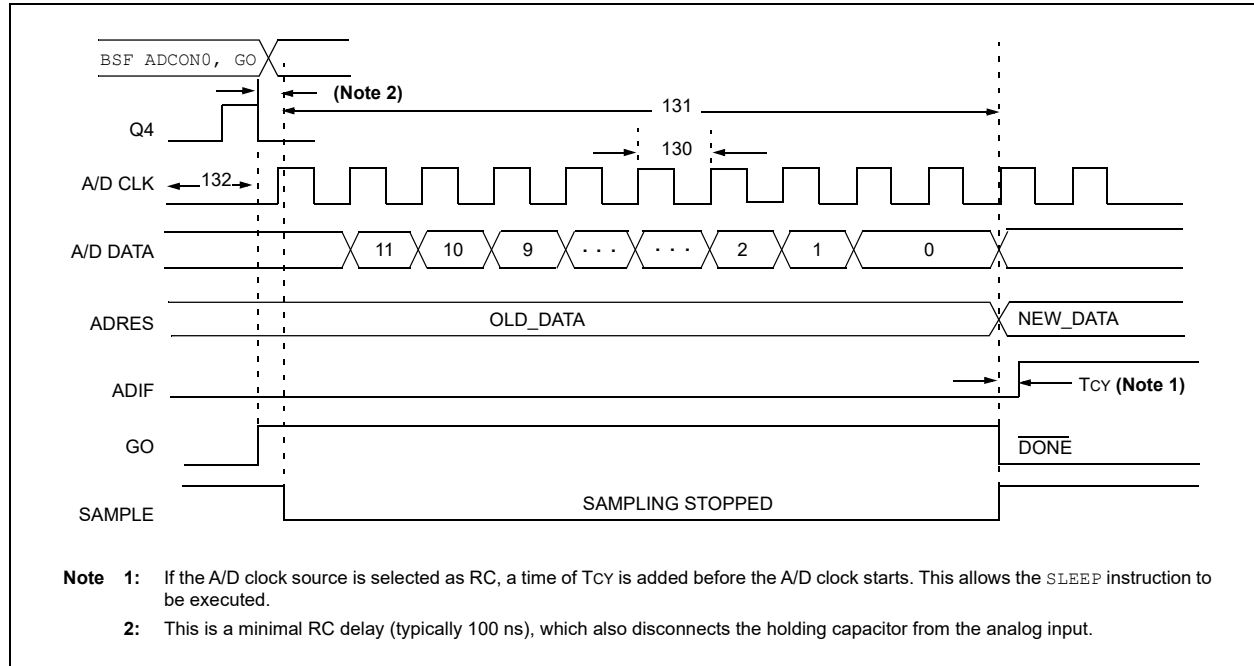 BSF ADCON0, GO
(Note 2)
131
Q4
130
A/D CLK
132
A/D DATA
11 10 9 · · · · · · 2 1 0
ADRES
OLD_DATA
NEW_DATA
ADIF
TCY (Note 1)
GO
DONE
SAMPLE
SAMPLING STOPPED
Note 1: If the A/D clock source is selected as RC, a time of TCY is added before the A/D clock starts. This allows the SLEEP instruction to
be executed.
2: This is a minimal RC delay (typically 100 ns), which also disconnects the holding capacitor from the analog input.